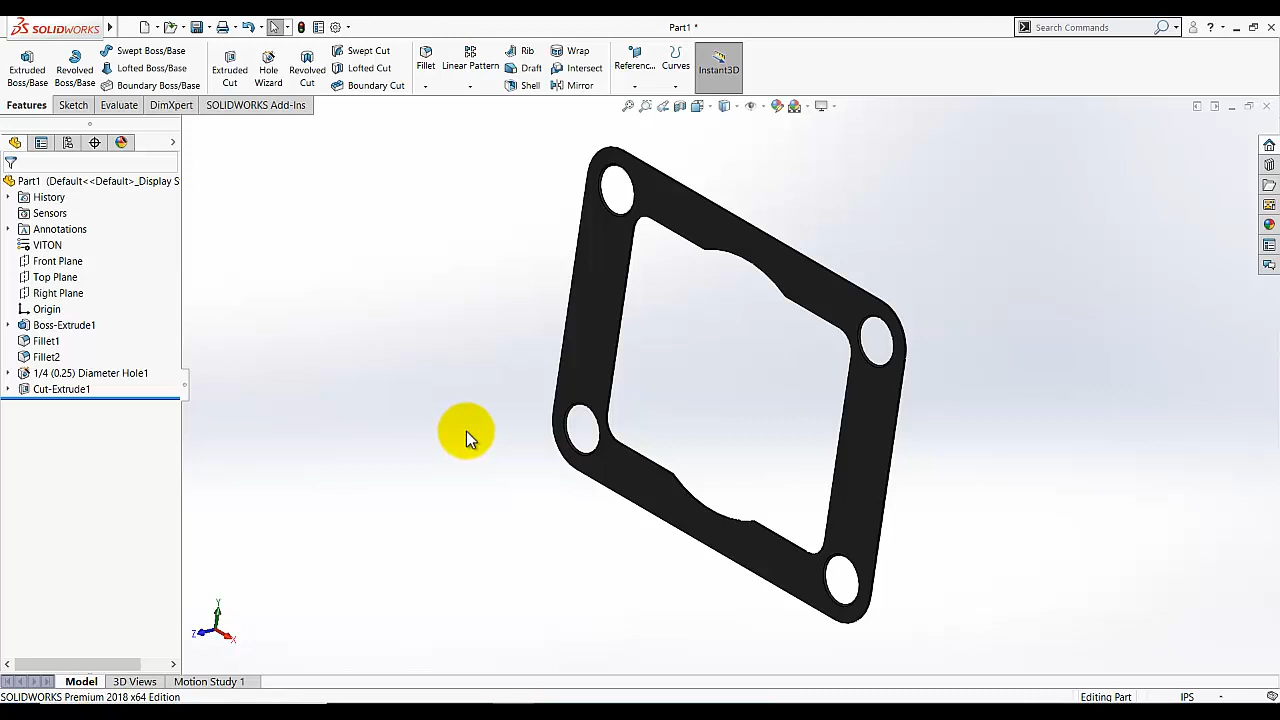 SOLIDWORKS
Part1 *
Search Commands
?
Extruded Boss/Base
Revolved Boss/Base
Swept Boss/Base
Lofted Boss/Base
Boundary Boss/Base
Extruded Cut
Hole Wizard
Revolved Cut
Swept Cut
Lofted Cut
Boundary Cut
Fillet
Linear Pattern
Rib
Draft
Shell
Wrap
Intersect
Mirror
Referenc...
Curves
Instant3D
Features
Sketch
Evaluate
DimXpert
SOLIDWORKS Add-Ins
Part1 (Default<<Default>_Display S
History
Sensors
Annotations
VITON
Front Plane
Top Plane
Right Plane
Origin
Boss-Extrude1
Fillet1
Fillet2
1/4 (0.25) Diameter Hole1
Cut-Extrude1
Y
Z
X
Model
3D Views
Motion Study 1
SOLIDWORKS Premium 2018 x64 Edition
Editing Part
IPS